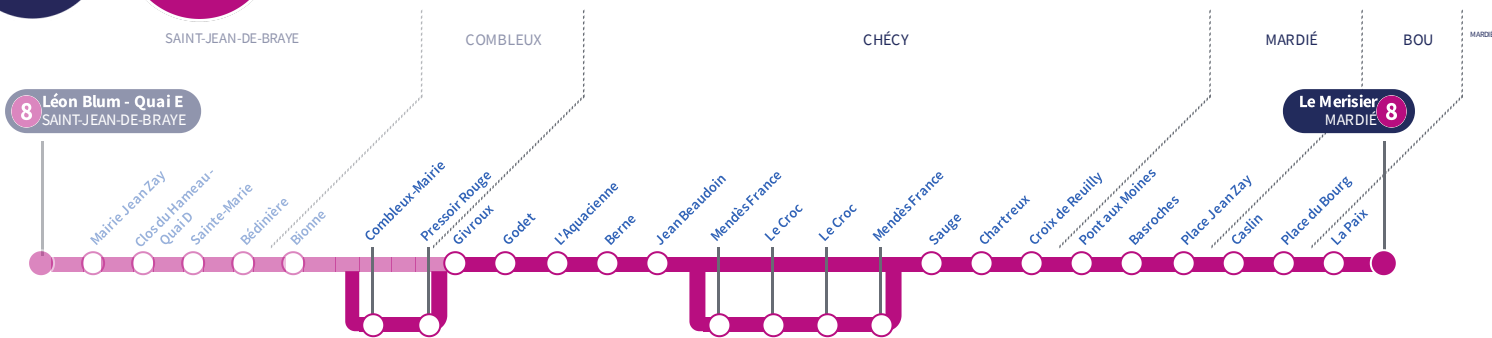 SAINT-JEAN-DE-BRAYE
COMBLEUX
CHÉCY
MARDIÉ
BOU
MARDIÉ
8
Léon Blum - Quai E
SAINT-JEAN-DE-BRAYE
Le Merisier
MARDIÉ
8
Mairie Jean Zay
Clos du Hameau-
Quai D
Sainte-Marie
Bédinière
Bionne
Combleux-Mairie
Pressoir Rouge
Givroux
Godet
L'Aquacienne
Berne
Jean Beaudoin
Mendès France
Le Croc
Le Croc
Mendès France
Sauge
Chartreux
Croix de Reuilly
Pont aux Moines
Basroches
Place Jean Zay
Caslin
Place du Bourg
La Paix